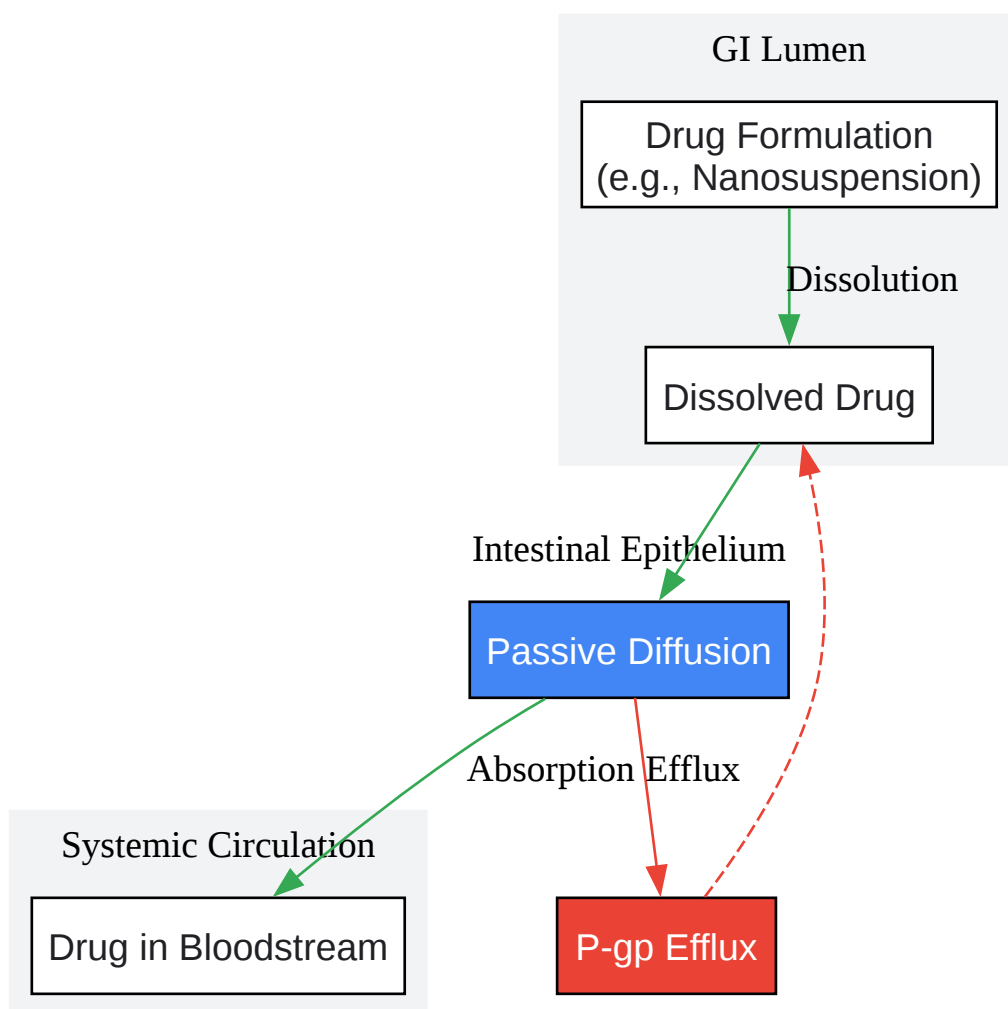 GI Lumen
Drug Formulation
(e.g., Nanosuspension)
Dissolution
Dissolved Drug
Intestinal Epithelium
Passive Diffusion
Absorption
Efflux
Systemic Circulation
Drug in Bloodstream
P-gp Efflux